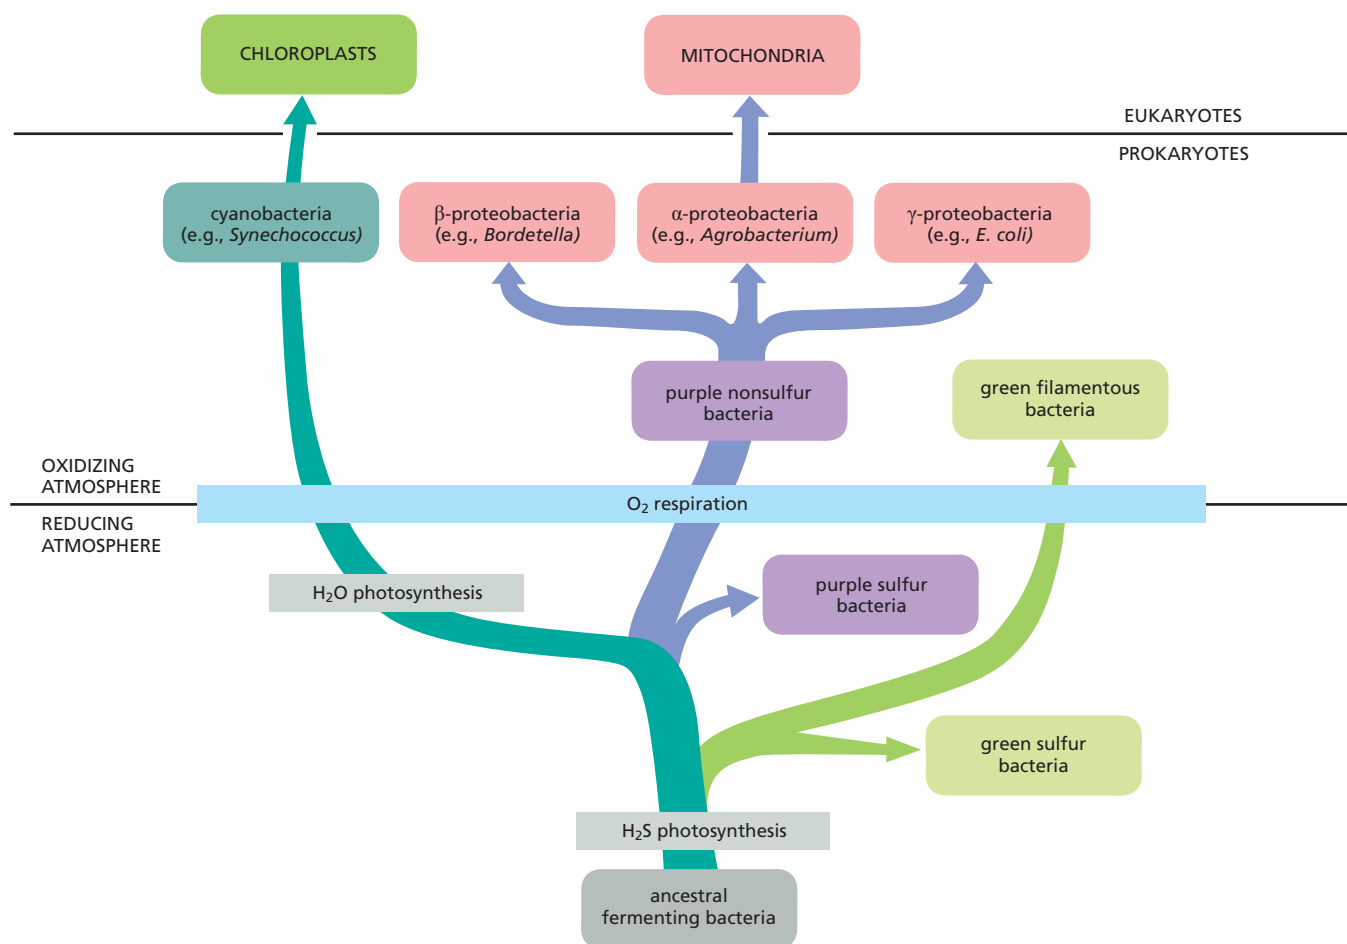 CHLOROPLASTS
MITOCHONDRIA
EUKARYOTES
PROKARYOTES
cyanobacteria
(e.g., Synechococcus)
β-proteobacteria
(e.g., Bordetella)
α-proteobacteria
(e.g., Agrobacterium)
γ-proteobacteria
(e.g., E. coli)
purple nonsulfur
bacteria
green filamentous
bacteria
OXIDIZING
ATMOSPHERE
O₂ respiration
REDUCING
ATMOSPHERE
H₂O photosynthesis
purple sulfur
bacteria
green sulfur
bacteria
H₂S photosynthesis
ancestral
fermenting bacteria